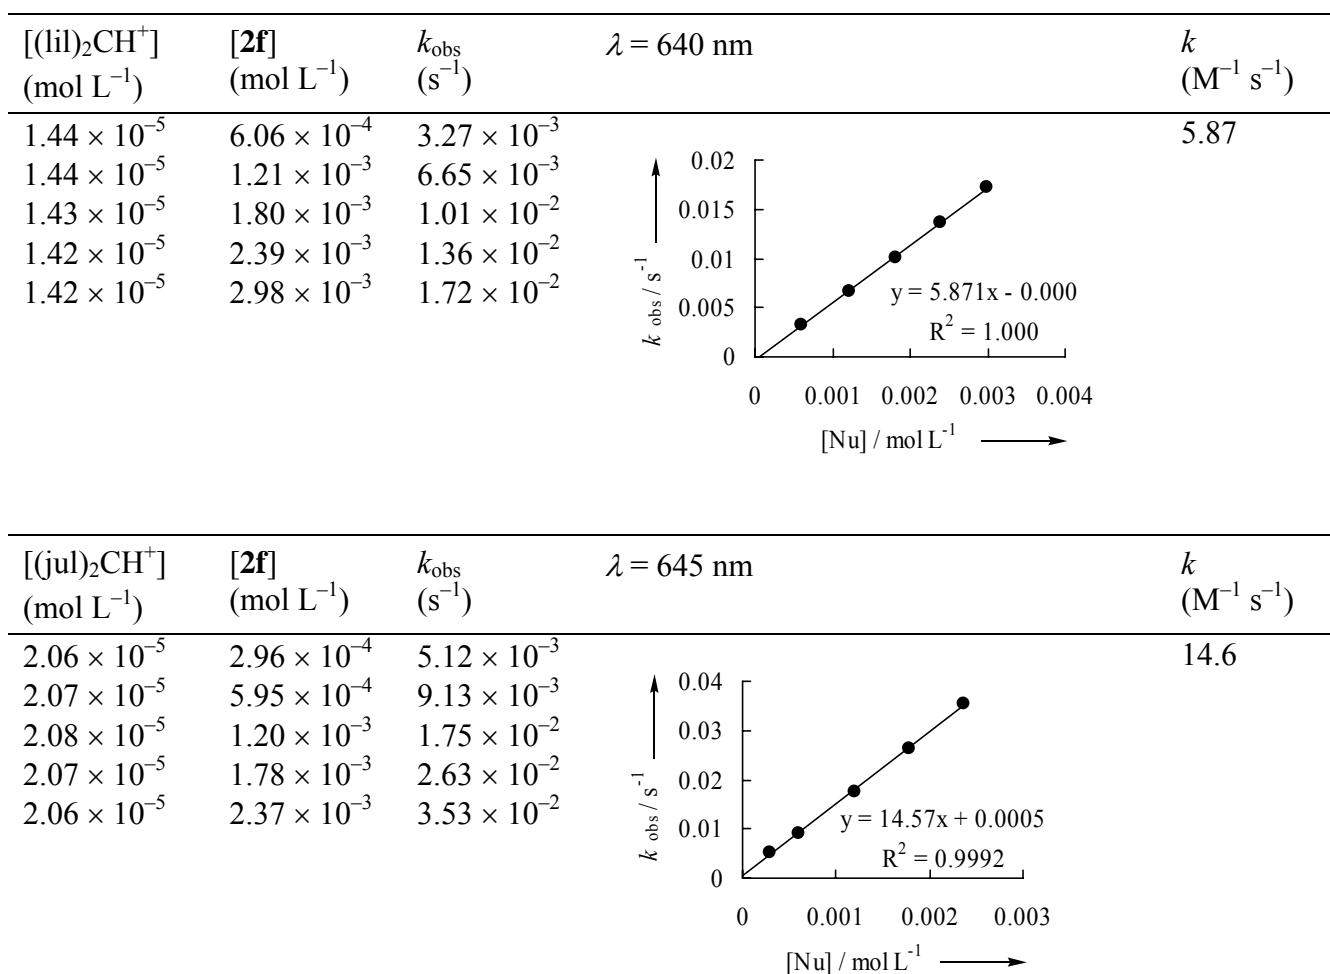 [(lil)₂CH⁺] [2f] k_obs λ = 640 nm k
(mol L⁻¹) (mol L⁻¹) (s⁻¹) (M⁻¹ s⁻¹)
1.44 × 10⁻⁵ 6.06 × 10⁻⁴ 3.27 × 10⁻³ 5.87
1.44 × 10⁻⁵ 1.21 × 10⁻³ 6.65 × 10⁻³
1.43 × 10⁻⁵ 1.80 × 10⁻³ 1.01 × 10⁻²
1.42 × 10⁻⁵ 2.39 × 10⁻³ 1.36 × 10⁻²
1.42 × 10⁻⁵ 2.98 × 10⁻³ 1.72 × 10⁻²
0.02
0.015
0.01
0.005
0
k obs / s⁻¹
y = 5.871x - 0.000
R² = 1.000
0 0.001 0.002 0.003 0.004
[Nu] / mol L⁻¹
[(jul)₂CH⁺] [2f] k_obs λ = 645 nm k
(mol L⁻¹) (mol L⁻¹) (s⁻¹) (M⁻¹ s⁻¹)
2.06 × 10⁻⁵ 2.96 × 10⁻⁴ 5.12 × 10⁻³ 14.6
2.07 × 10⁻⁵ 5.95 × 10⁻⁴ 9.13 × 10⁻³
2.08 × 10⁻⁵ 1.20 × 10⁻³ 1.75 × 10⁻²
2.07 × 10⁻⁵ 1.78 × 10⁻³ 2.63 × 10⁻²
2.06 × 10⁻⁵ 2.37 × 10⁻³ 3.53 × 10⁻²
0.04
0.03
0.02
0.01
0
k obs / s⁻¹
y = 14.57x + 0.0005
R² = 0.9992
0 0.001 0.002 0.003
[Nu] / mol L⁻¹